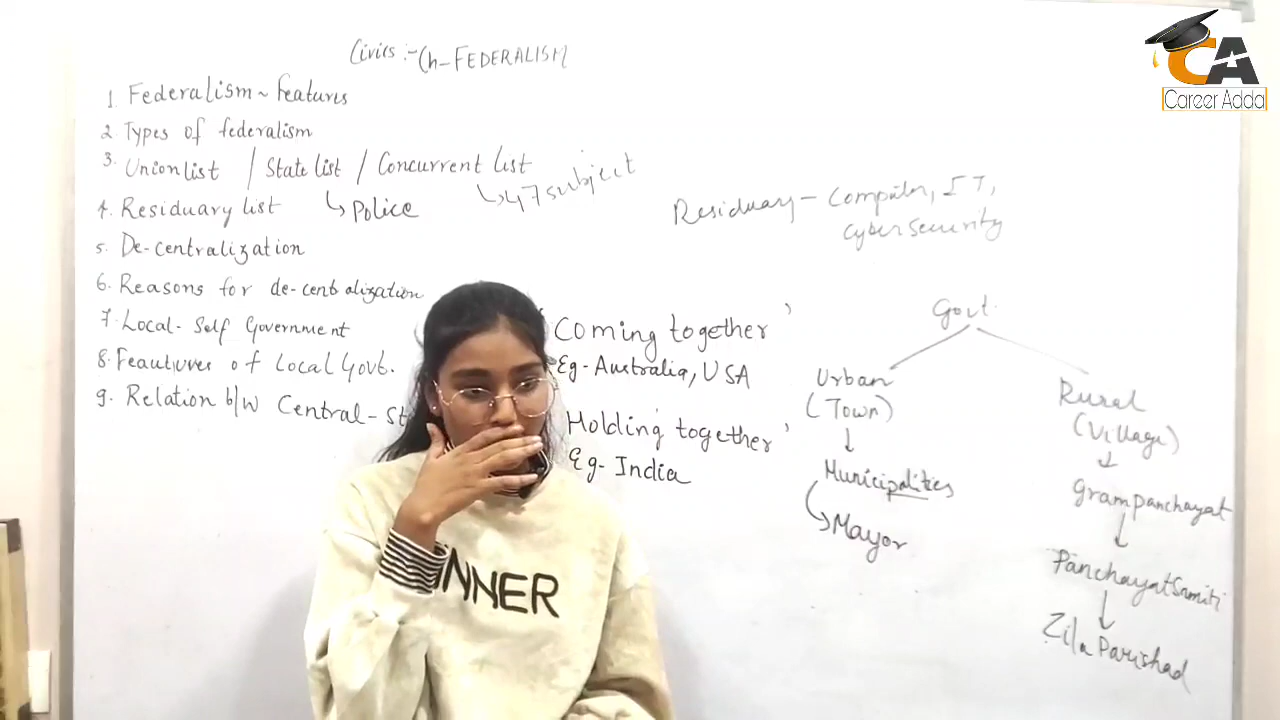 Civics :- Ch- FEDERALISM
1. Federalism ~ features
2. Types of federalism
3. Union list / State list / Concurrent list
↳ Police
↳ 47 subject
4. Residuary list
5. De-centralization
6. Reasons for de-centralization
7. Local- Self Government
8. Feautures of Local Govt.
9. Relation b/w Central-St
Residuary - Computer, IT,
Cyber Security
Coming together '
Eg- Australia, USA
Holding together '
Eg- India
Govt.
Urban
(Town)
↓
Municipalities
↳ Mayor
Rural
(Village)
↓
Grampanchayat
↓
Panchayat Samiti
↓
Zila Parishad
INNER
CA
Career Adda